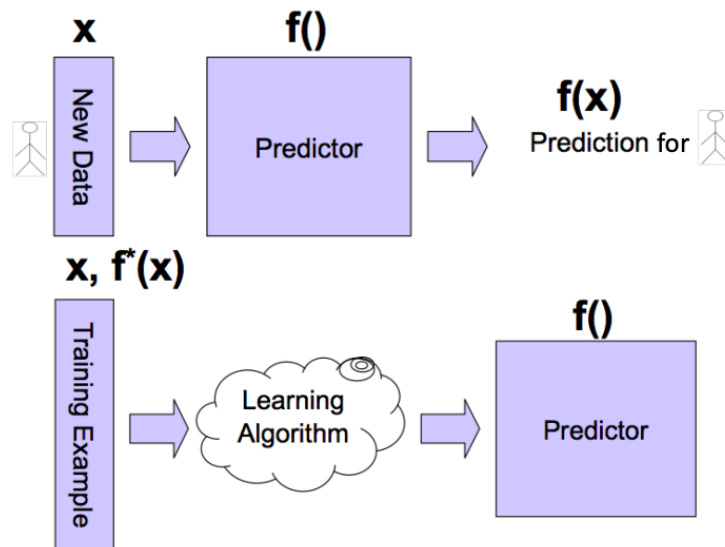 x
f()
New Data
Predictor
f(x)
Prediction for
x, f*(x)
Training Example
Learning
Algorithm
f()
Predictor